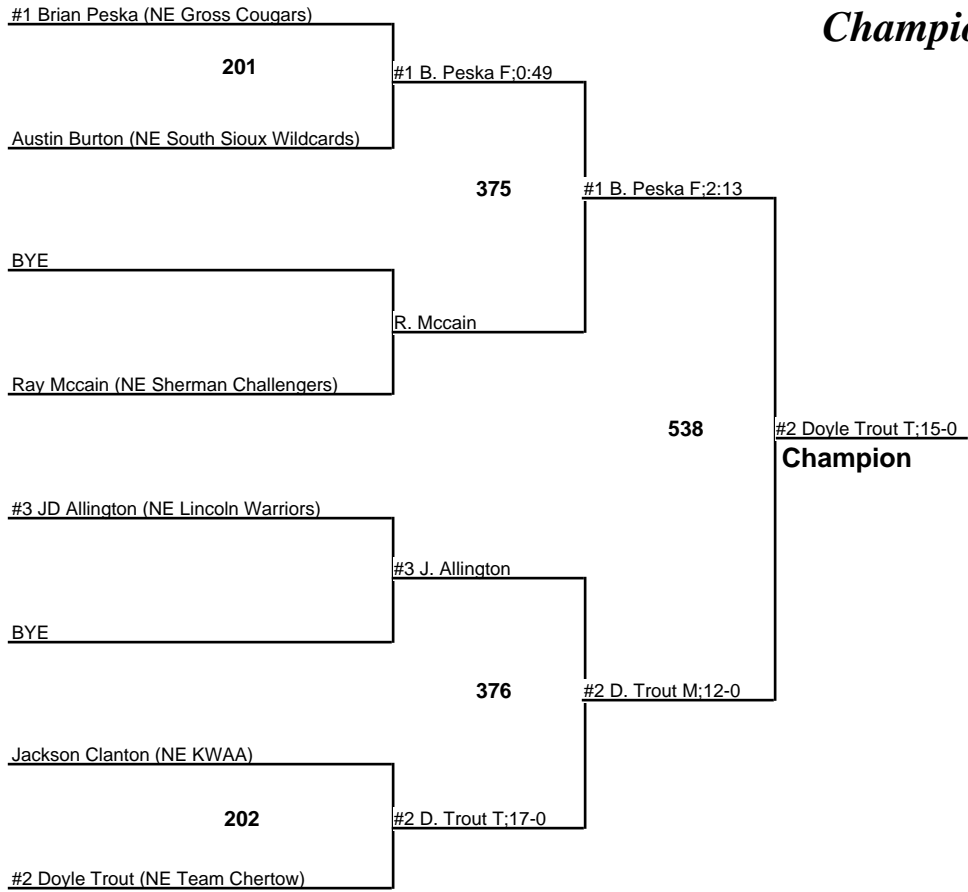 #1 Brian Peska (NE Gross Cougars)
201
#1 B. Peska F;0:49
Austin Burton (NE South Sioux Wildcards)
375
#1 B. Peska F;2:13
BYE
R. Mccain
Ray Mccain (NE Sherman Challengers)
538
#2 Doyle Trout T;15-0
Champion
#3 JD Allington (NE Lincoln Warriors)
#3 J. Allington
BYE
376
#2 D. Trout M;12-0
Jackson Clanton (NE KWAA)
202
#2 D. Trout T;17-0
#2 Doyle Trout (NE Team Chertow)